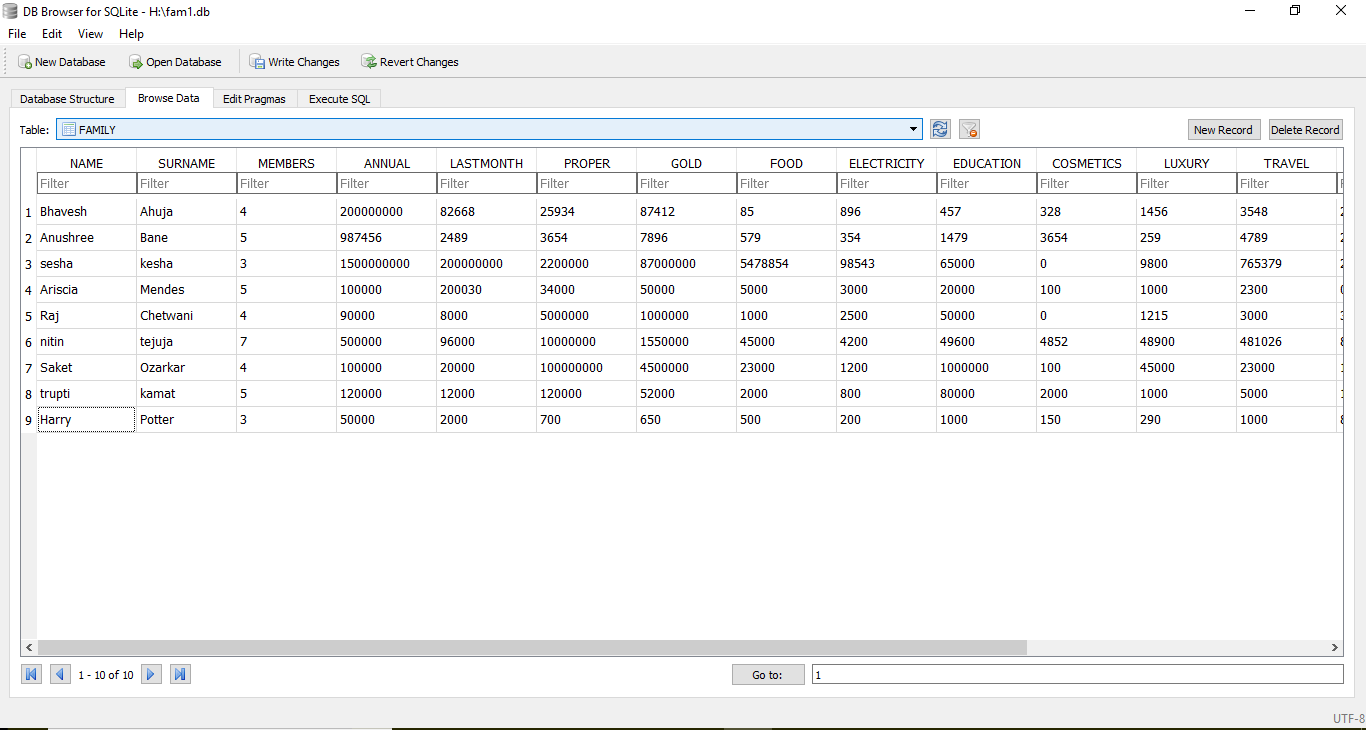 DB Browser for SQLite - H:\fam1.db
File Edit View Help
New Database Open Database Write Changes Revert Changes
Database Structure Browse Data Edit Pragmas Execute SQL
Table: FAMILY New Record Delete Record
NAME SURNAME MEMBERS ANNUAL LASTMONTH PROPER GOLD FOOD ELECTRICITY EDUCATION COSMETICS LUXURY TRAVEL
Filter Filter Filter Filter Filter Filter Filter Filter Filter Filter Filter Filter Filter
1 Bhavesh Ahuja 4 200000000 82668 25934 87412 85 896 457 328 1456 3548
2 Anushree Bane 5 987456 2489 3654 7896 579 354 1479 3654 259 4789
3 sesha kesha 3 1500000000 200000000 2200000 87000000 5478854 98543 65000 0 9800 765379
4 Ariscia Mendes 5 100000 200030 34000 50000 5000 3000 20000 100 1000 2300
5 Raj Chetwani 4 90000 8000 5000000 1000000 1000 2500 50000 0 1215 3000
6 nitin tejuja 7 500000 96000 10000000 1550000 45000 4200 49600 4852 48900 481026
7 Saket Ozarkar 4 100000 20000 100000000 4500000 23000 1200 1000000 100 45000 23000
8 trupti kamat 5 120000 12000 120000 52000 2000 800 80000 2000 1000 5000
9 Harry Potter 3 50000 2000 700 650 500 200 1000 150 290 1000
1 - 10 of 10 Go to: 1
UTF-8